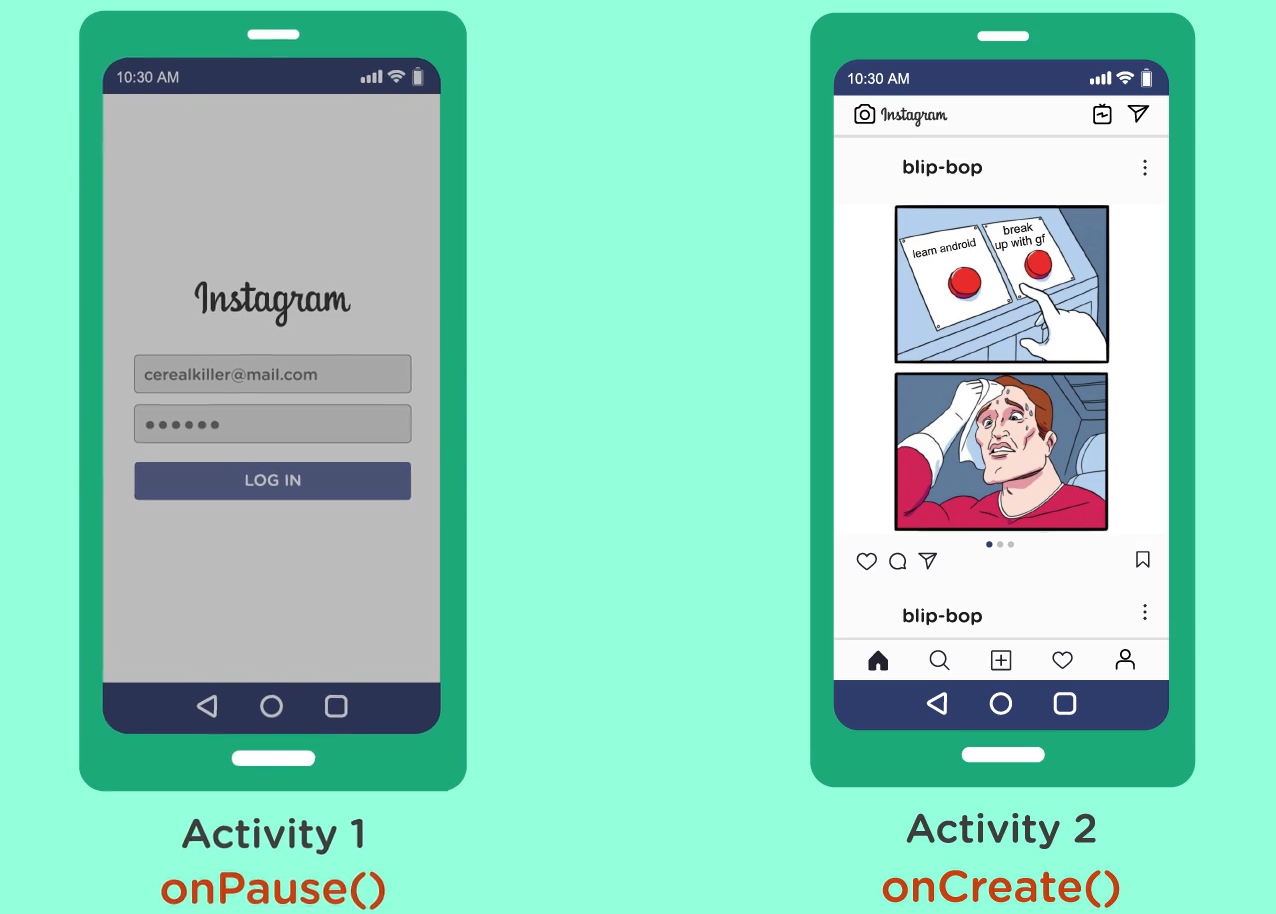 10:30 AM
Instagram
cerealkiller@mail.com
●●●●●●
LOG IN
Activity 1
onPause()
10:30 AM
Instagram
blip-bop
learn android
break
up with gf
blip-bop
Activity 2
onCreate()